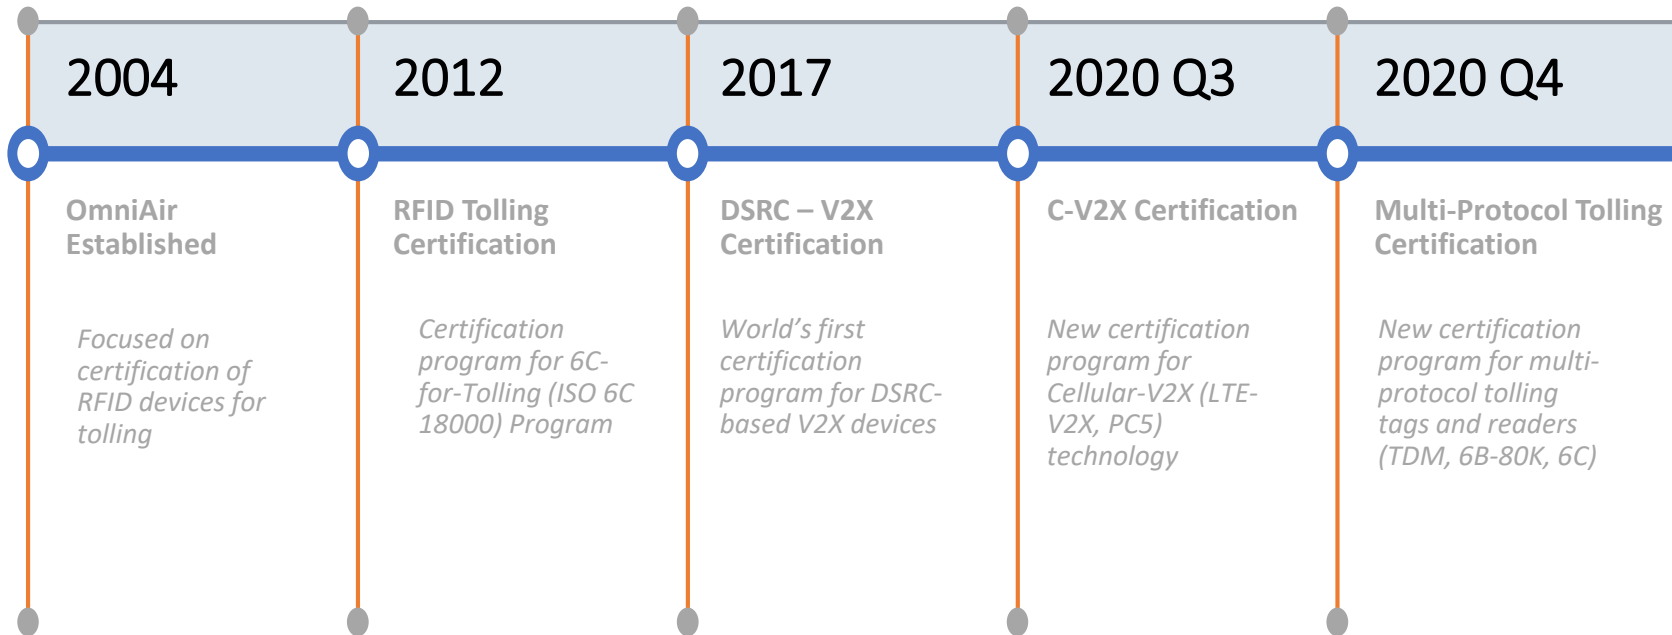 2004
2012
2017
2020 Q3
2020 Q4
OmniAir
Established
RFID Tolling
Certification
DSRC – V2X
Certification
C-V2X Certification
Multi-Protocol Tolling
Certification
Focused on
certification of
RFID devices for
tolling
Certification
program for 6C-
for-Tolling (ISO 6C
18000) Program
World’s first
certification
program for DSRC-
based V2X devices
New certification
program for
Cellular-V2X (LTE-
V2X, PC5)
technology
New certification
program for multi-
protocol tolling
tags and readers
(TDM, 6B-80K, 6C)